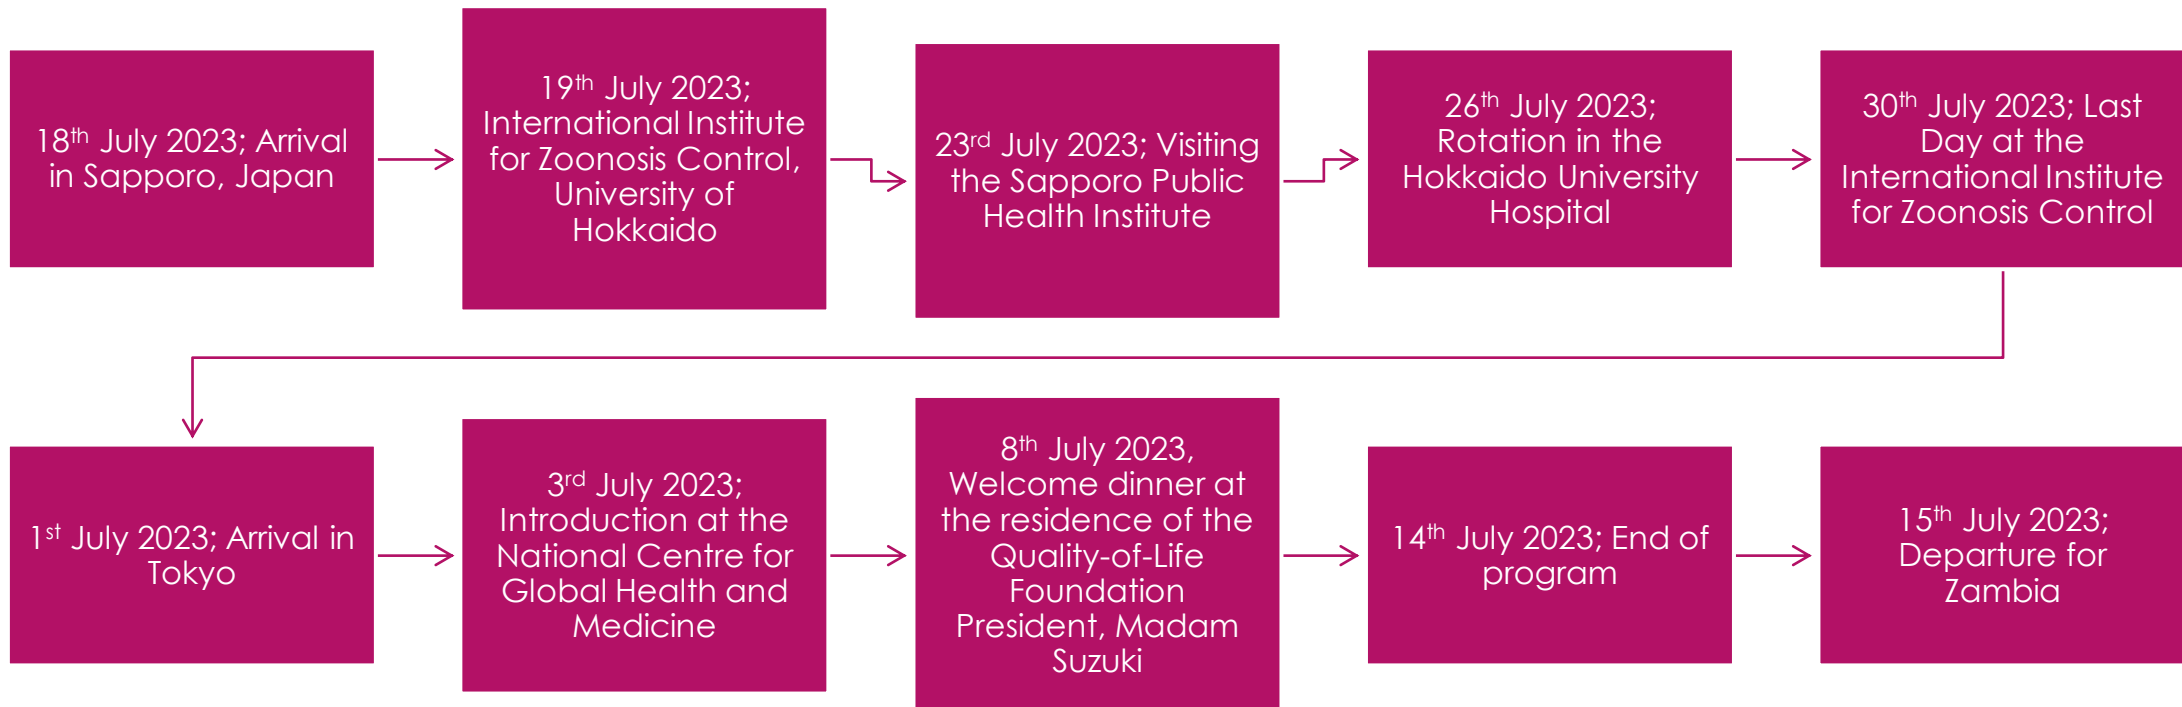 18th July 2023; Arrival
in Sapporo, Japan
19th July 2023;
International Institute
for Zoonosis Control,
University of
Hokkaido
23rd July 2023; Visiting
the Sapporo Public
Health Institute
26th July 2023;
Rotation in the
Hokkaido University
Hospital
30th July 2023; Last
Day at the
International Institute
for Zoonosis Control
1st July 2023; Arrival in
Tokyo
3rd July 2023;
Introduction at the
National Centre for
Global Health and
Medicine
8th July 2023,
Welcome dinner at
the residence of the
Quality-of-Life
Foundation
President, Madam
Suzuki
14th July 2023; End of
program
15th July 2023;
Departure for
Zambia